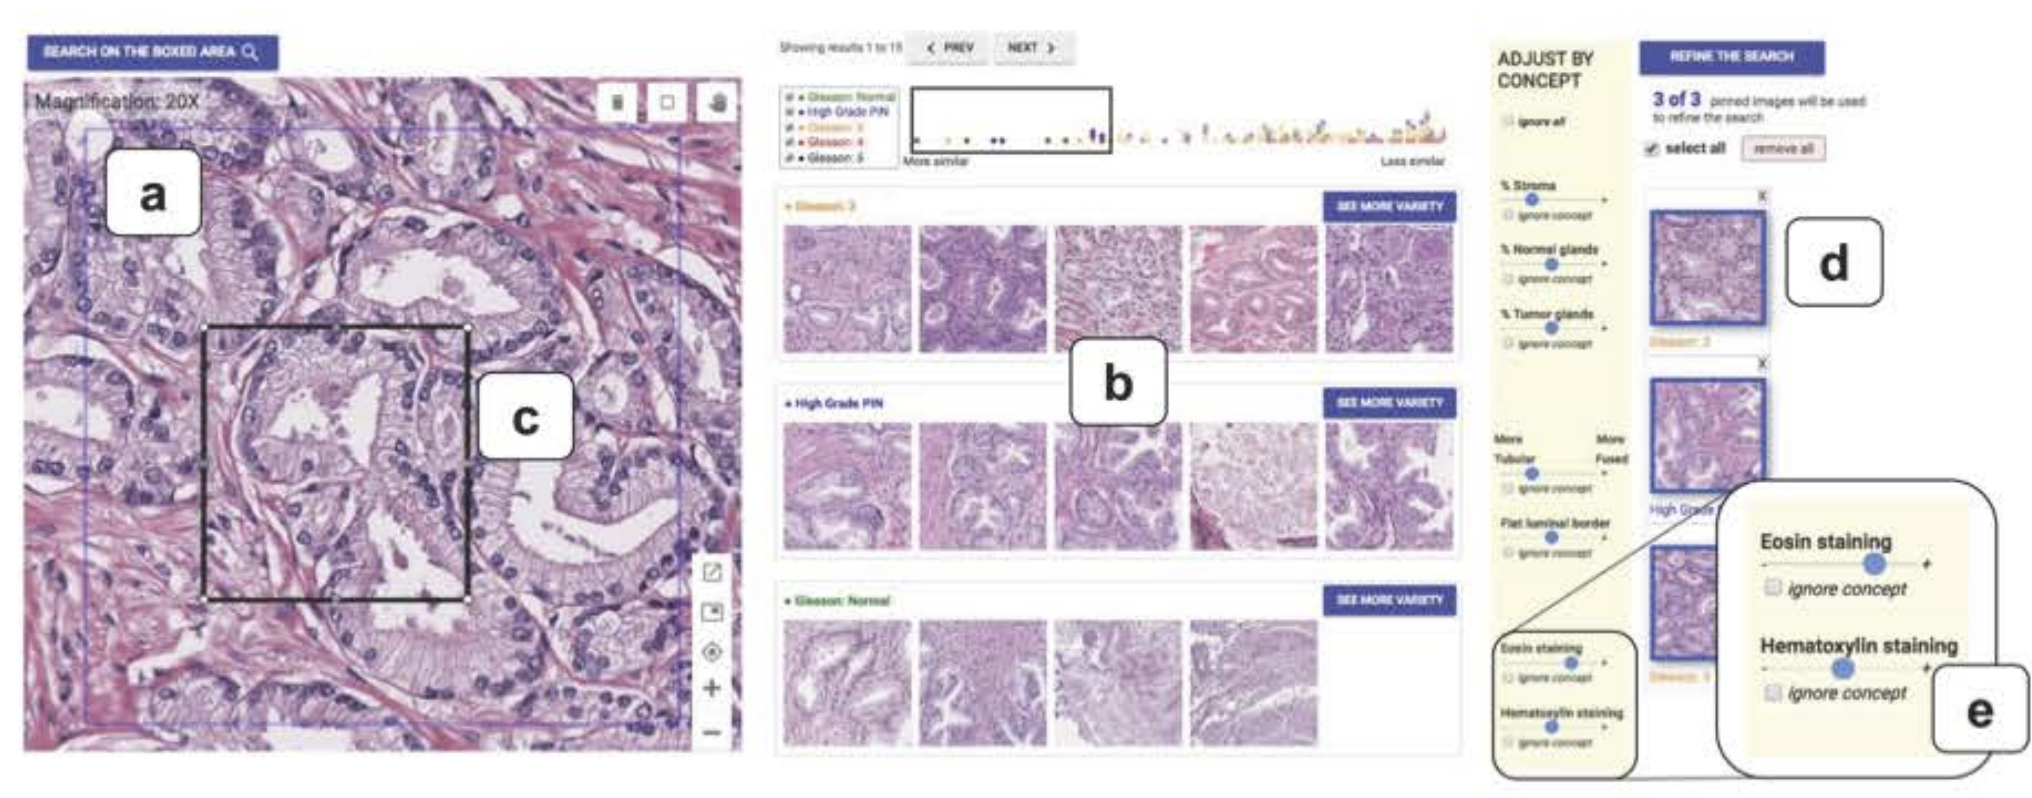 SEARCH ON THE BOXED AREA
Magnification: 20X
a
c
Showing results 1 to 19
PREV
NEXT
Gleason: Normal
High Grade PIN
Gleason: 3
Gleason: 4
Gleason: 5
More similar
Less similar
Gleason: 3
SEE MORE VARIETY
b
High Grade PIN
SEE MORE VARIETY
Gleason: Normal
SEE MORE VARIETY
ADJUST BY
CONCEPT
ignore all
% Stroma
- +
ignore concept
% Normal glands
- +
ignore concept
% Tumor glands
- +
ignore concept
More More
Tubular Fused
- +
ignore concept
Flat luminal border
- +
ignore concept
Eosin staining
- +
ignore concept
Hematoxylin staining
- +
ignore concept
REFINE THE SEARCH
3 of 3 pinned images will be used
to refine the search
select all
remove all
X
d
Gleason: 3
X
High Grade
Gleason: 3
Eosin staining
- +
ignore concept
Hematoxylin staining
- +
ignore concept
e